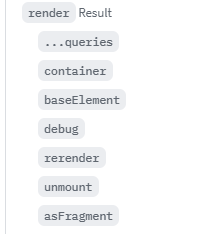 render Result
...queries
container
baseElement
debug
rerender
unmount
asFragment